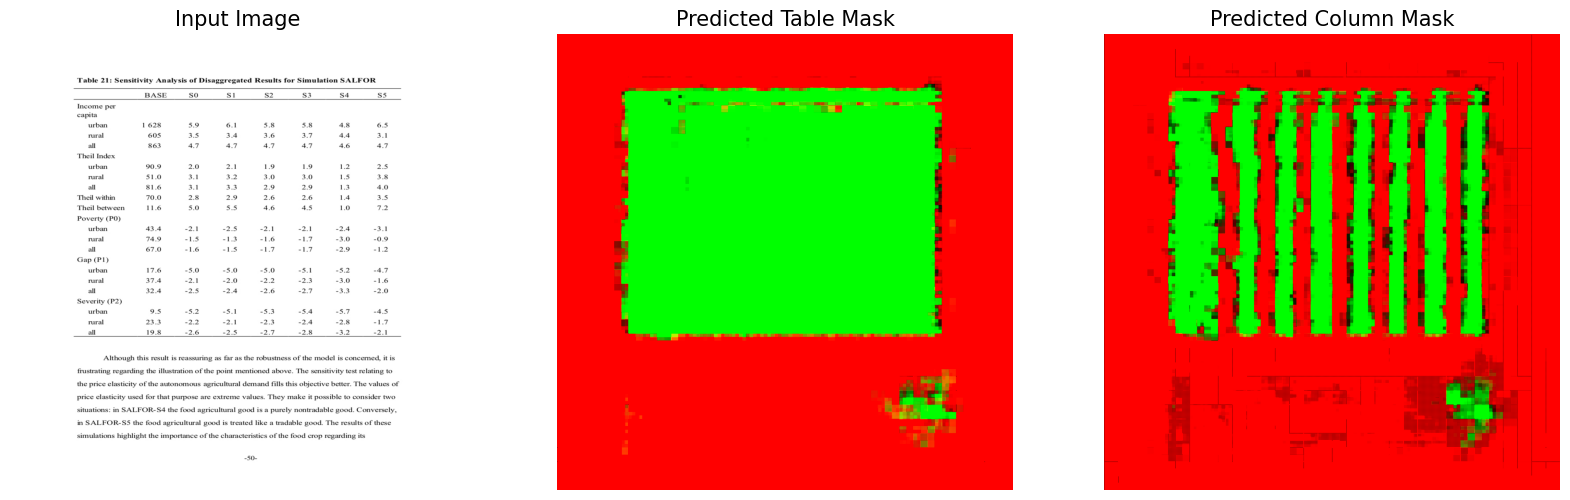 Input Image
Predicted Table Mask
Predicted Column Mask
Table 21: Sensitivity Analysis of Disaggregated Results for Simulation SALFOR
BASE S0 S1 S2 S3 S4 S5
Income per
capita
urban 1 628 5.9 6.1 5.8 5.8 4.8 6.5
rural 605 3.5 3.4 3.6 3.7 4.4 3.1
all 863 4.7 4.7 4.7 4.7 4.6 4.7
Theil Index
urban 90.9 2.0 2.1 1.9 1.9 1.2 2.5
rural 51.0 3.1 3.2 3.0 3.0 1.5 3.8
all 81.6 3.1 3.3 2.9 2.9 1.3 4.0
Theil within 70.0 2.8 2.9 2.6 2.6 1.4 3.5
Theil between 11.6 5.0 5.5 4.6 4.5 1.0 7.2
Poverty (P0)
urban 43.4 -2.1 -2.5 -2.1 -2.1 -2.4 -3.1
rural 74.9 -1.5 -1.3 -1.6 -1.7 -3.0 -0.9
all 67.0 -1.6 -1.5 -1.7 -1.7 -2.9 -1.2
Gap (P1)
urban 17.6 -5.0 -5.0 -5.0 -5.1 -5.2 -4.7
rural 37.4 -2.1 -2.0 -2.2 -2.3 -3.0 -1.6
all 32.4 -2.5 -2.4 -2.6 -2.7 -3.3 -2.0
Severity (P2)
urban 9.5 -5.2 -5.1 -5.3 -5.4 -5.7 -4.5
rural 23.3 -2.2 -2.1 -2.3 -2.4 -2.8 -1.7
all 19.8 -2.6 -2.5 -2.7 -2.8 -3.2 -2.1
Although this result is reassuring as far as the robustness of the model is concerned, it is
frustrating regarding the illustration of the point mentioned above. The sensitivity test relating to
the price elasticity of the autonomous agricultural demand fills this objective better. The values of
price elasticity used for that purpose are extreme values. They make it possible to consider two
situations: in SALFOR-S4 the food agricultural good is a purely nontradable good. Conversely,
in SALFOR-S5 the food agricultural good is treated like a tradable good. The results of these
simulations highlight the importance of the characteristics of the food crop regarding its
-50-